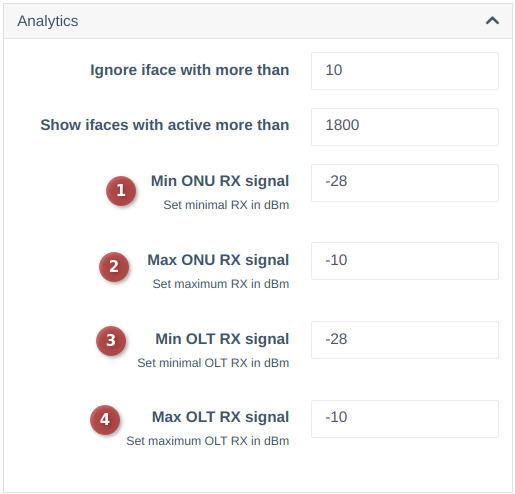 Analytics
Ignore iface with more than 10
Show ifaces with active more than 1800
1 Min ONU RX signal -28
Set minimal RX in dBm
2 Max ONU RX signal -10
Set maximum RX in dBm
3 Min OLT RX signal -28
Set minimal OLT RX in dBm
4 Max OLT RX signal -10
Set maximum OLT RX in dBm